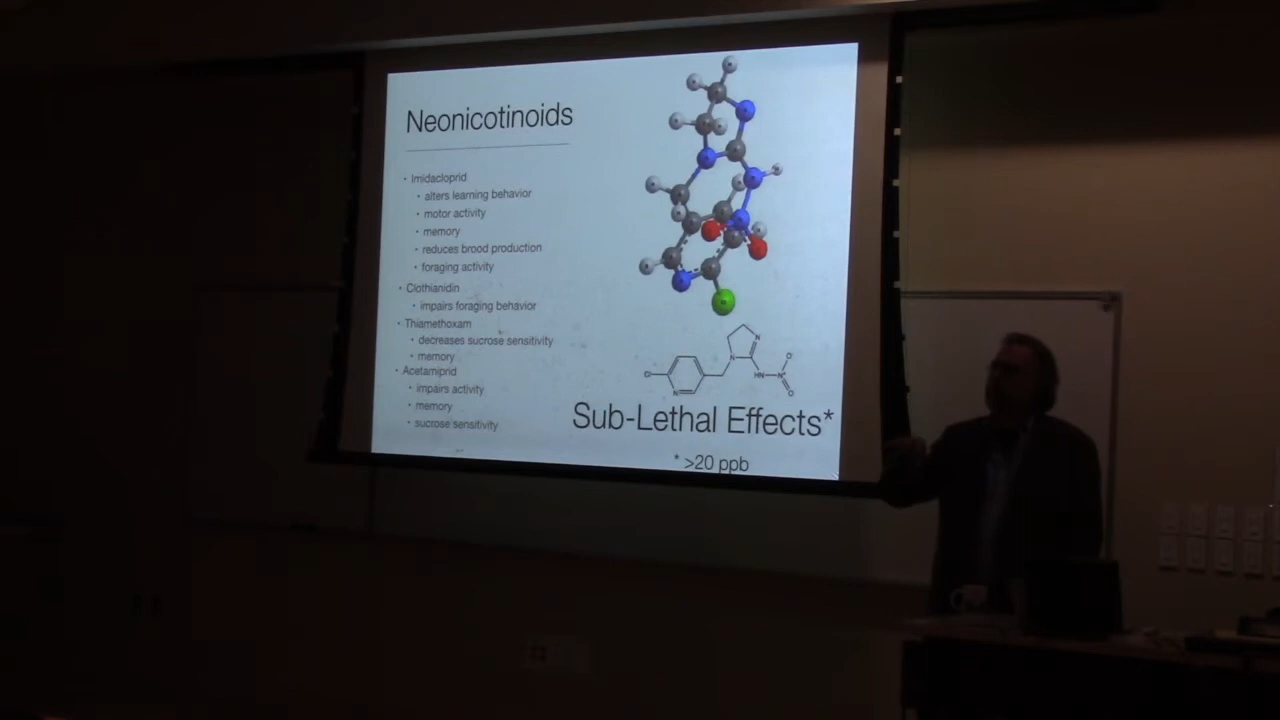 Neonicotinoids
• Imidacloprid
• alters learning behavior
• motor activity
• memory
• reduces brood production
• foraging activity
• Clothianidin
• impairs foraging behavior
• Thiamethoxam
• decreases sucrose sensitivity
• memory
• Acetamiprid
• impairs activity
• memory
• sucrose sensitivity
Sub-Lethal Effects*
* >20 ppb